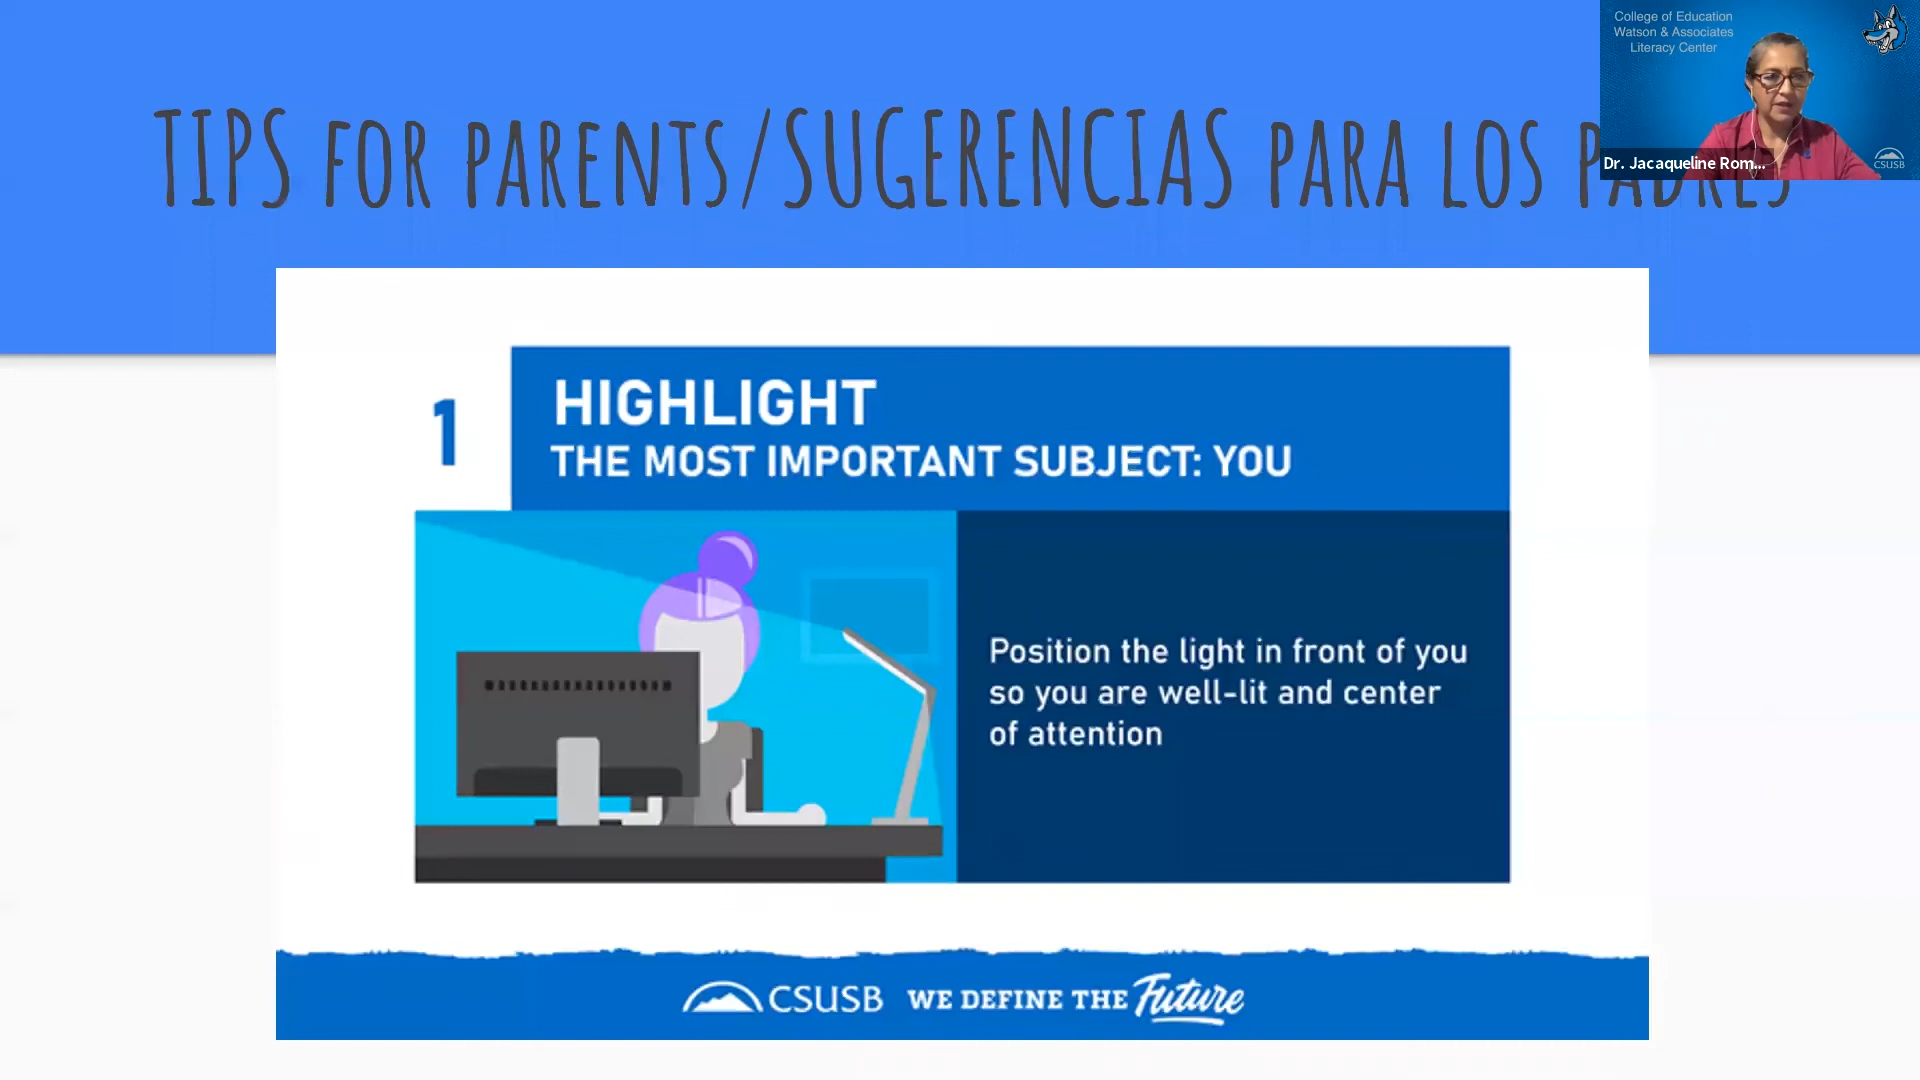 College of Education
Watson & Associates
Literacy Center
TIPS FOR PARENTS/SUGERENCIAS PARA LOS PADRES
Dr. Jacaqueline Rom...
CSUSB
1
HIGHLIGHT
THE MOST IMPORTANT SUBJECT: YOU
Position the light in front of you
so you are well-lit and center
of attention
CSUSB WE DEFINE THE Future